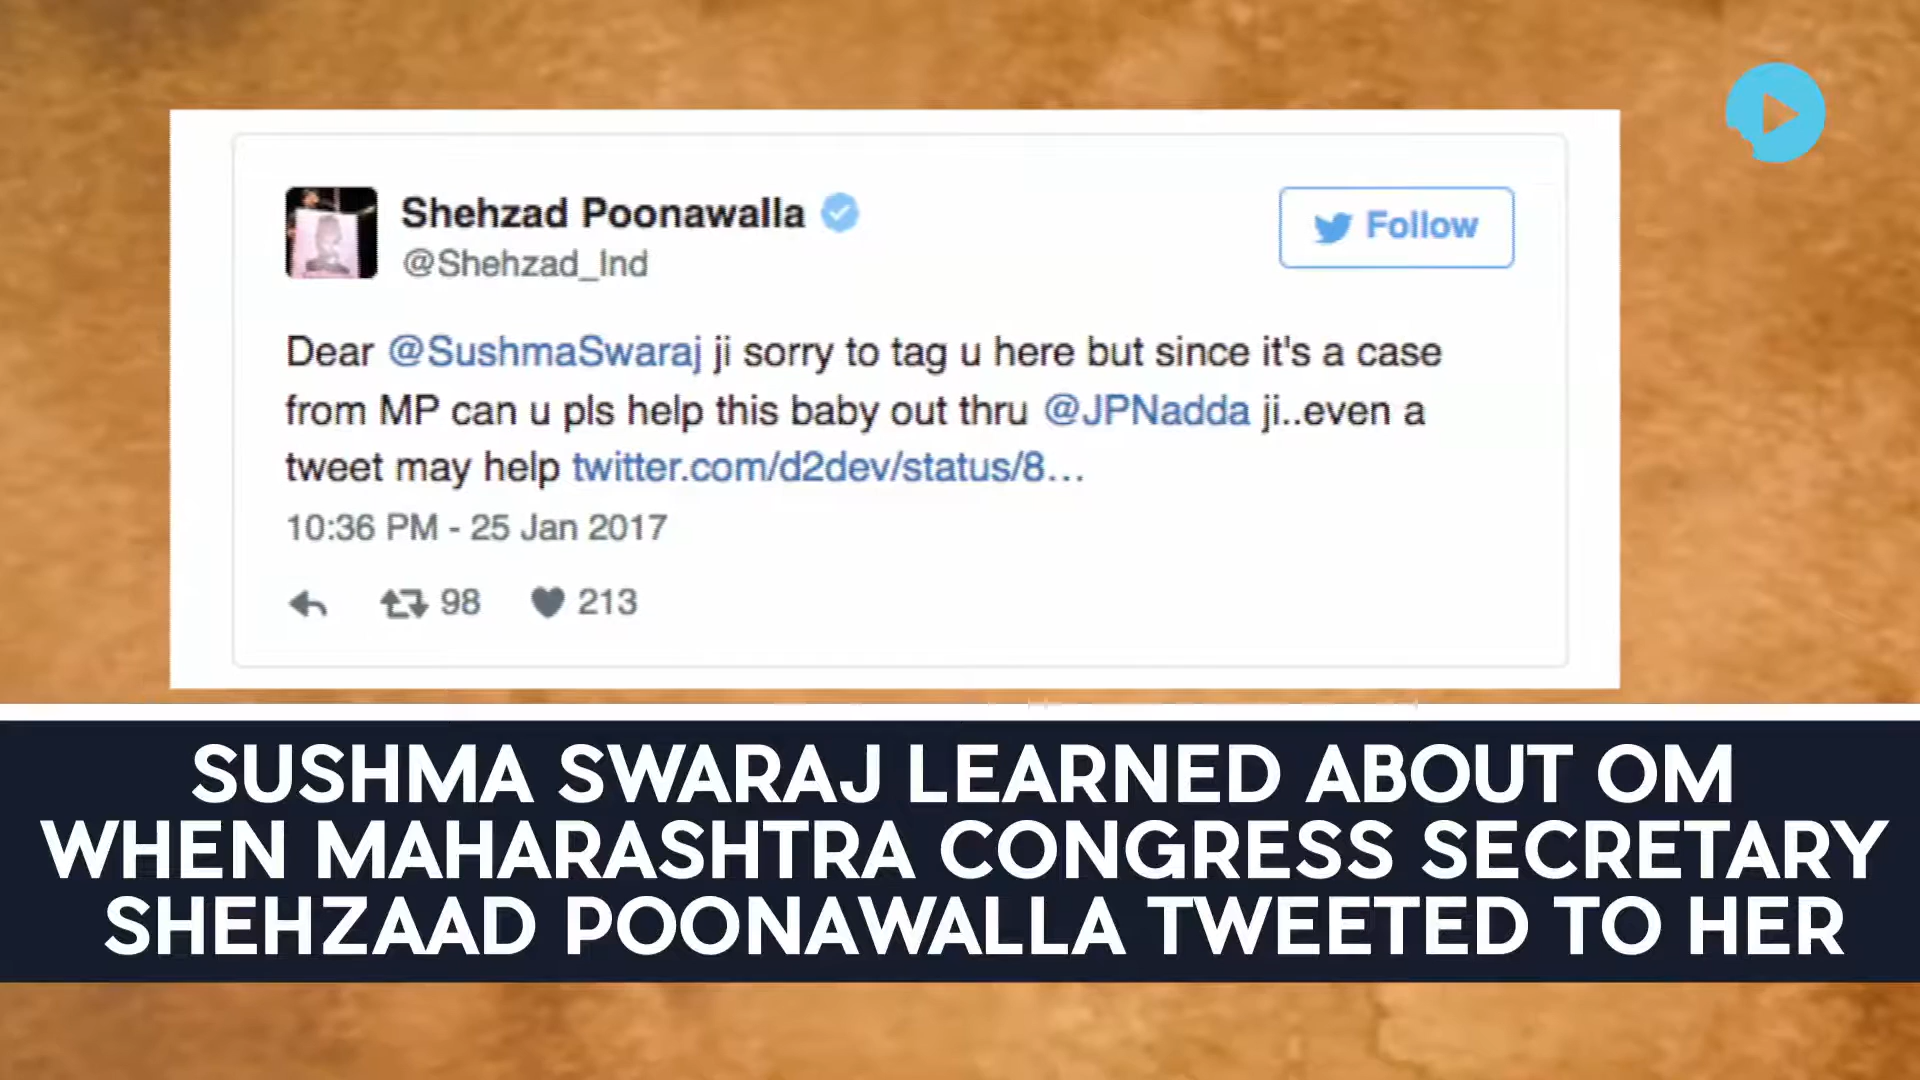 Shehzad Poonawalla
@Shehzad_Ind
Follow
Dear @SushmaSwaraj ji sorry to tag u here but since it's a case
from MP can u pls help this baby out thru @JPNadda ji..even a
tweet may help twitter.com/d2dev/status/8...
10:36 PM - 25 Jan 2017
98 213
SUSHMA SWARAJ LEARNED ABOUT OM
WHEN MAHARASHTRA CONGRESS SECRETARY
SHEHZAAD POONAWALLA TWEETED TO HER